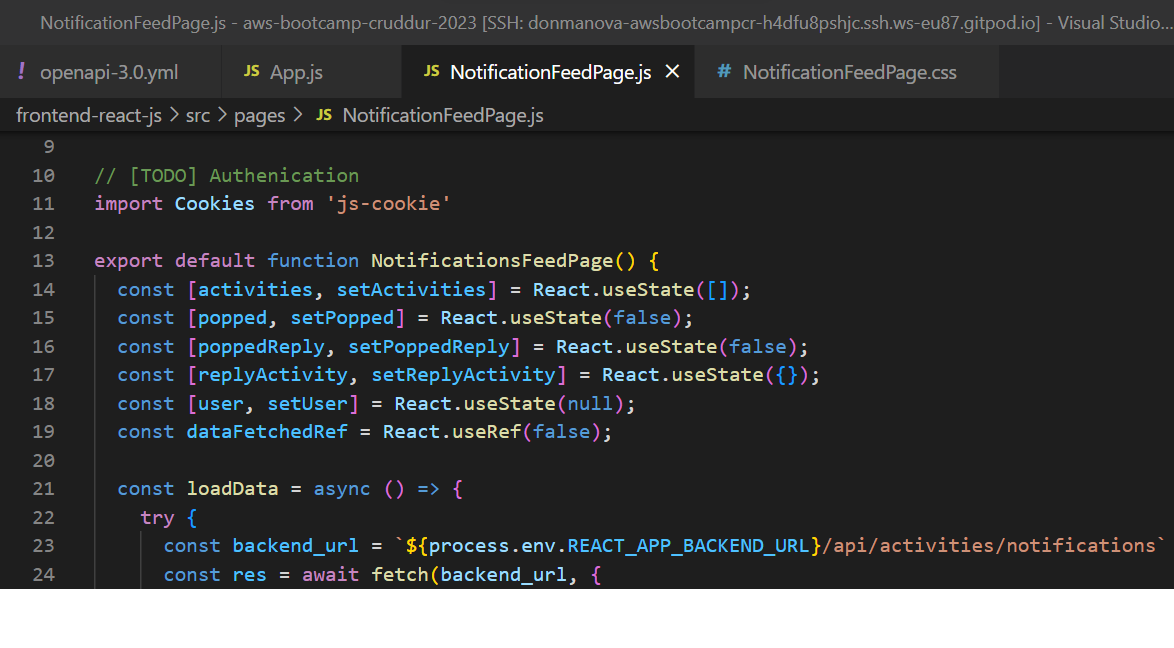 NotificationFeedPage.js - aws-bootcamp-cruddur-2023 [SSH: donmanova-awsbootcampcr-h4dfu8pshjc.ssh.ws-eu87.gitpod.io] - Visual Studio...
! openapi-3.0.yml JS App.js JS NotificationFeedPage.js × # NotificationFeedPage.css
frontend-react-js > src > pages > JS NotificationFeedPage.js
9
10 // [TODO] Authenication
11 import Cookies from 'js-cookie'
12
13 export default function NotificationsFeedPage() {
14 const [activities, setActivities] = React.useState([]);
15 const [popped, setPopped] = React.useState(false);
16 const [poppedReply, setPoppedReply] = React.useState(false);
17 const [replyActivity, setReplyActivity] = React.useState({});
18 const [user, setUser] = React.useState(null);
19 const dataFetchedRef = React.useRef(false);
20
21 const loadData = async () => {
22 try {
23 const backend_url = `${process.env.REACT_APP_BACKEND_URL}/api/activities/notifications`
24 const res = await fetch(backend_url, {